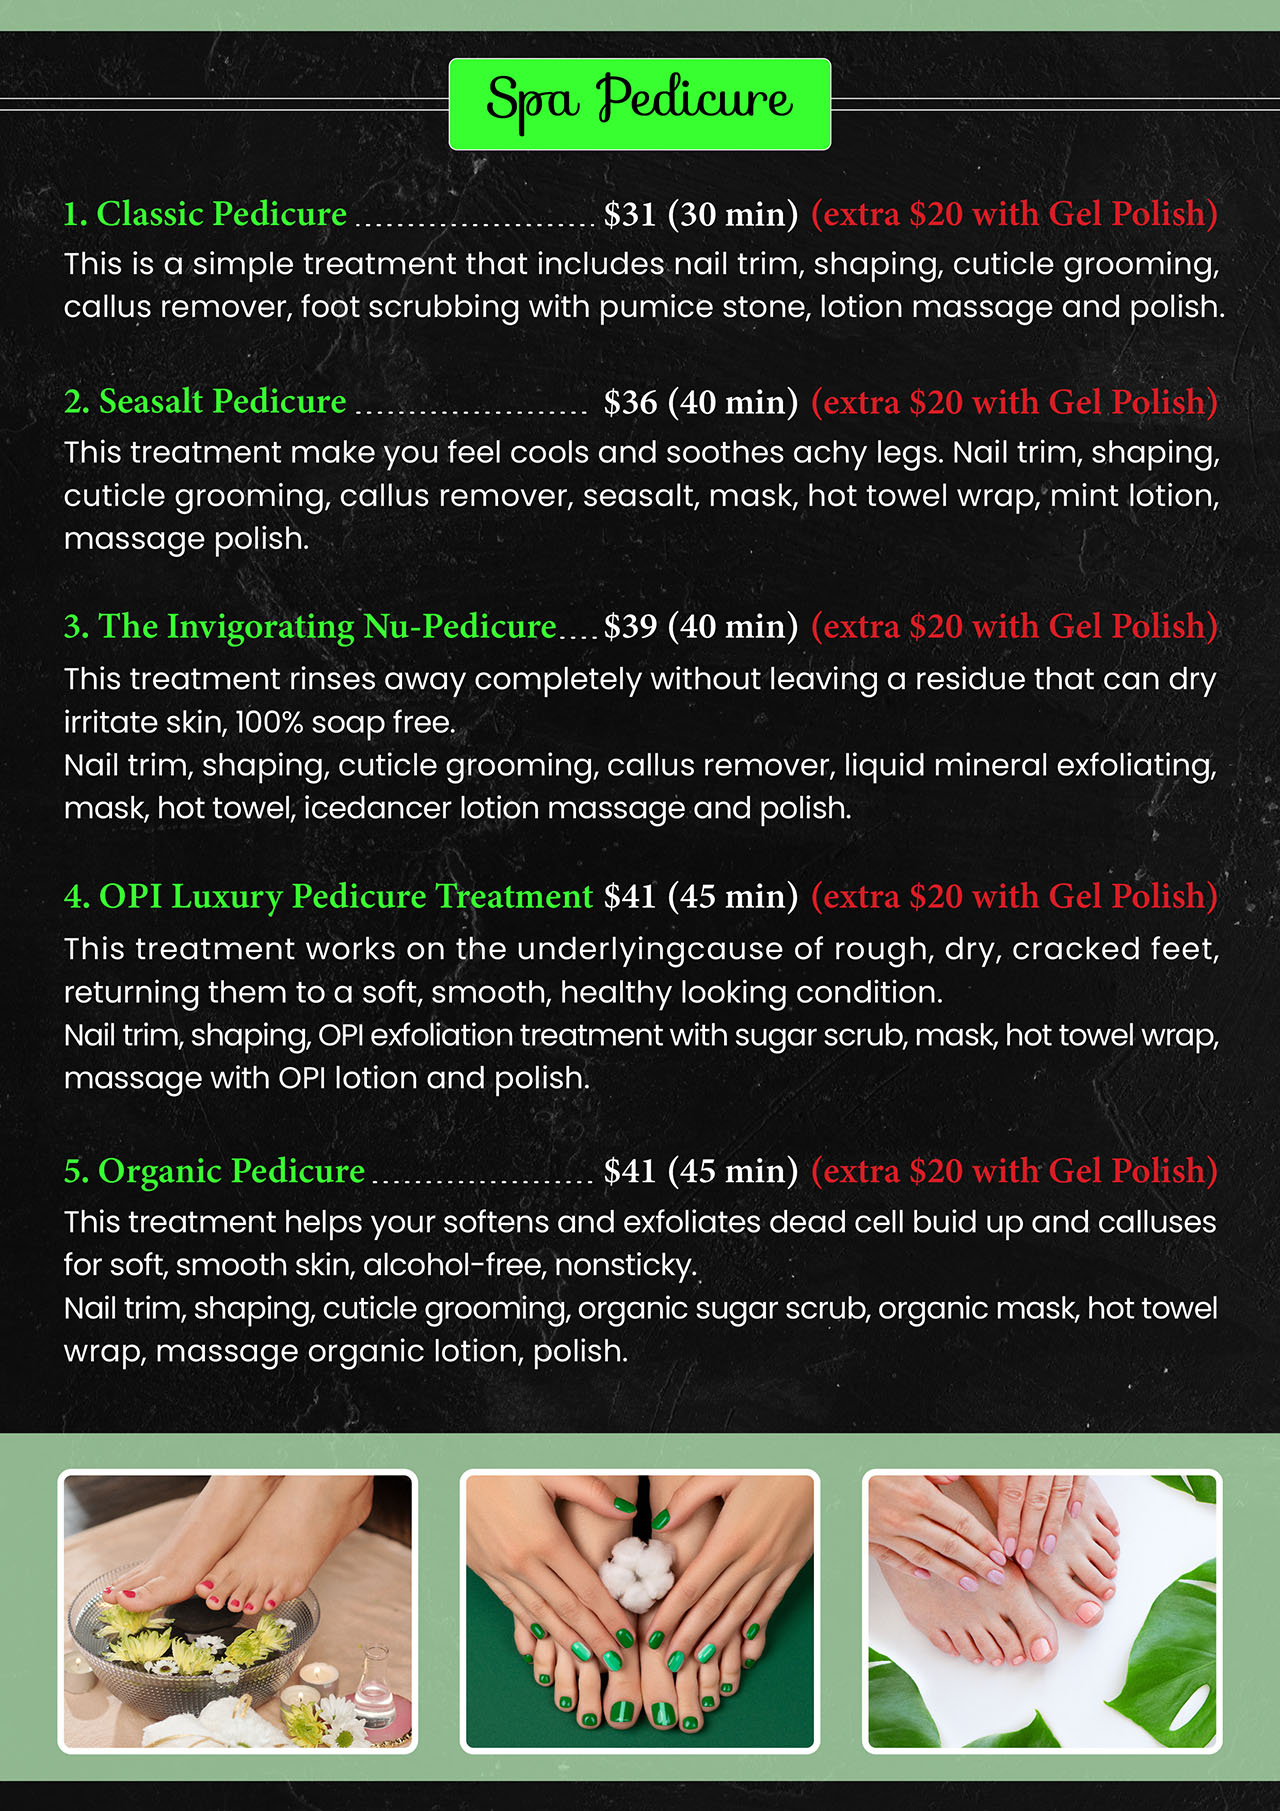 Spa Pedicure
1. Classic Pedicure ........................ $31 (30 min) (extra $20 with Gel Polish)
This is a simple treatment that includes nail trim, shaping, cuticle grooming,
callus remover, foot scrubbing with pumice stone, lotion massage and polish.
2. Seasalt Pedicure ....................... $36 (40 min) (extra $20 with Gel Polish)
This treatment make you feel cools and soothes achy legs. Nail trim, shaping,
cuticle grooming, callus remover, seasalt, mask, hot towel wrap, mint lotion,
massage polish.
3. The Invigorating Nu-Pedicure.... $39 (40 min) (extra $20 with Gel Polish)
This treatment rinses away completely without leaving a residue that can dry
irritate skin, 100% soap free.
Nail trim, shaping, cuticle grooming, callus remover, liquid mineral exfoliating,
mask, hot towel, icedancer lotion massage and polish.
4. OPI Luxury Pedicure Treatment $41 (45 min) (extra $20 with Gel Polish)
This treatment works on the underlyingcause of rough, dry, cracked feet,
returning them to a soft, smooth, healthy looking condition.
Nail trim, shaping, OPI exfoliation treatment with sugar scrub, mask, hot towel wrap,
massage with OPI lotion and polish.
5. Organic Pedicure ...................... $41 (45 min) (extra $20 with Gel Polish)
This treatment helps your softens and exfoliates dead cell buid up and calluses
for soft, smooth skin, alcohol-free, nonsticky.
Nail trim, shaping, cuticle grooming, organic sugar scrub, organic mask, hot towel
wrap, massage organic lotion, polish.